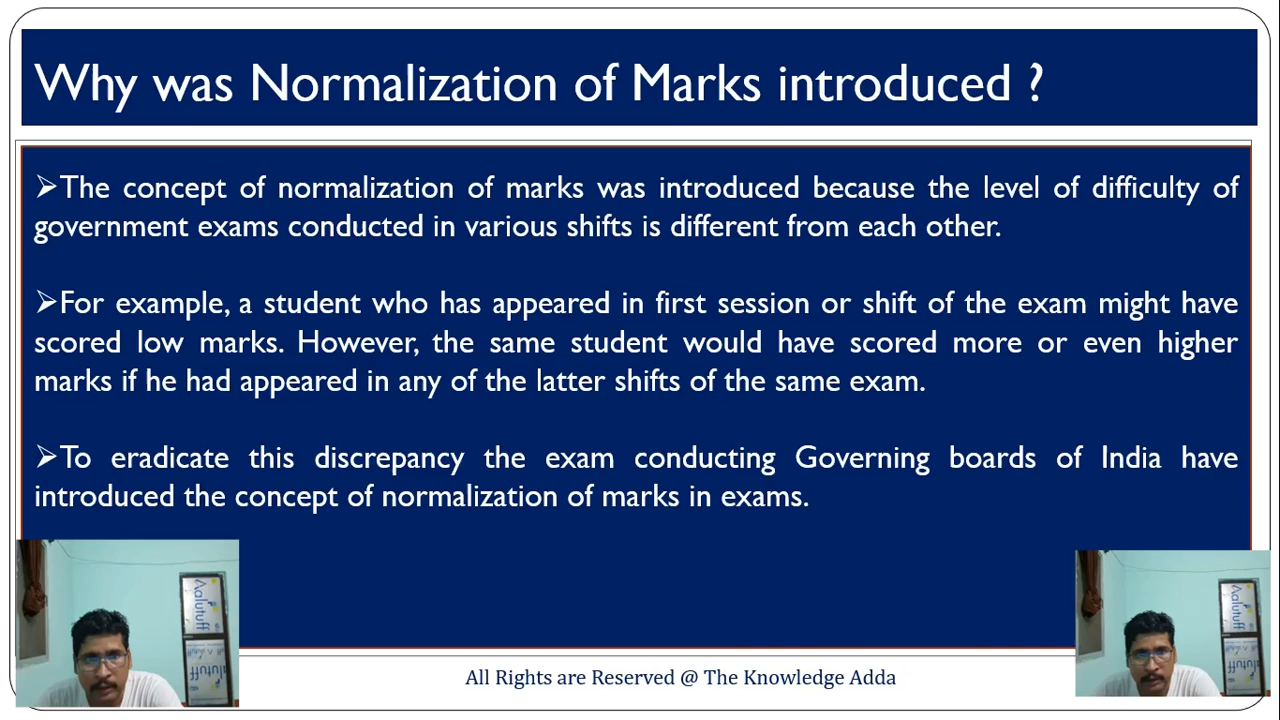 Why was Normalization of Marks introduced ?
➢The concept of normalization of marks was introduced because the level of difficulty of
government exams conducted in various shifts is different from each other.
➢For example, a student who has appeared in first session or shift of the exam might have
scored low marks. However, the same student would have scored more or even higher
marks if he had appeared in any of the latter shifts of the same exam.
➢To eradicate this discrepancy the exam conducting Governing boards of India have
introduced the concept of normalization of marks in exams.
Aalutuff
Aalutuff
All Rights are Reserved @ The Knowledge Adda